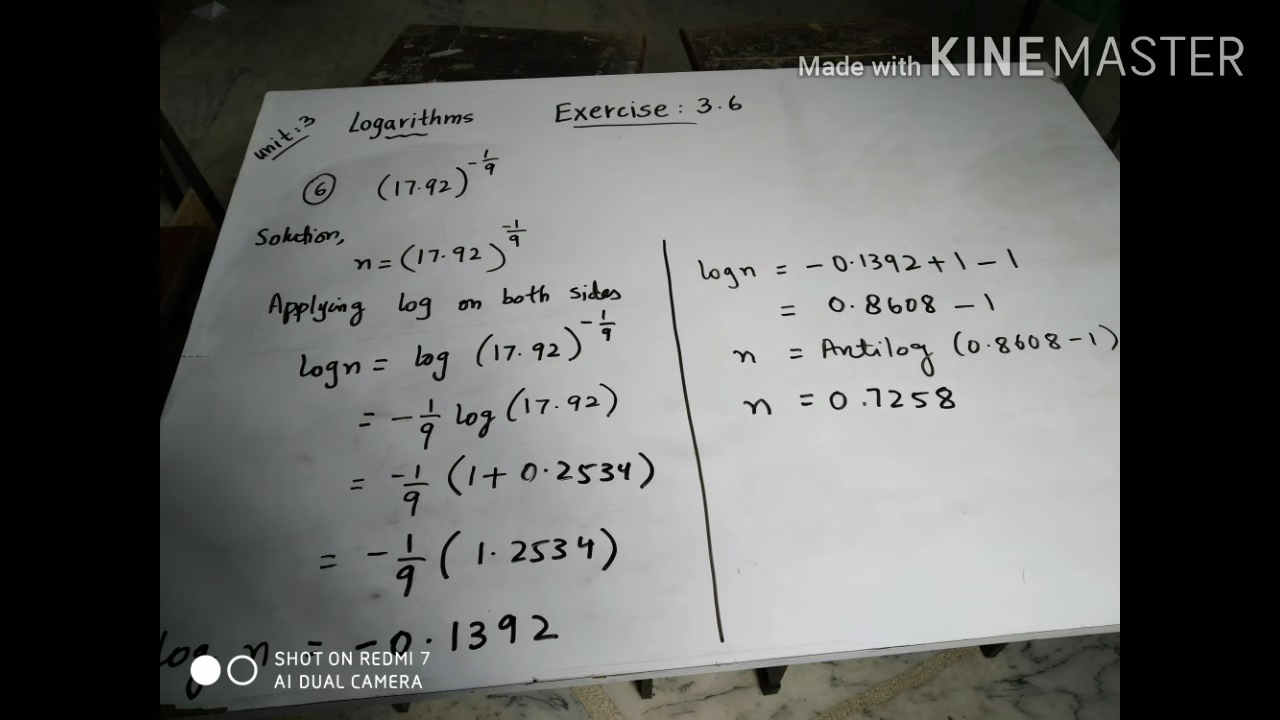 Made with KINEMASTER
unit:3 Logarithms Exercise: 3.6
⑥ (17.92)^{-1/9}
Solution,
n = (17.92)^{-1/9}
Applying log on both sides
log n = log (17.92)^{-1/9}
= -1/9 log (17.92)
= -1/9 (1 + 0.2534)
= -1/9 (1.2534)
log n = -0.1392
log n = -0.1392 + 1 - 1
= 0.8608 - 1
n = Antilog (0.8608 - 1)
n = 0.7258
SHOT ON REDMI 7
AI DUAL CAMERA